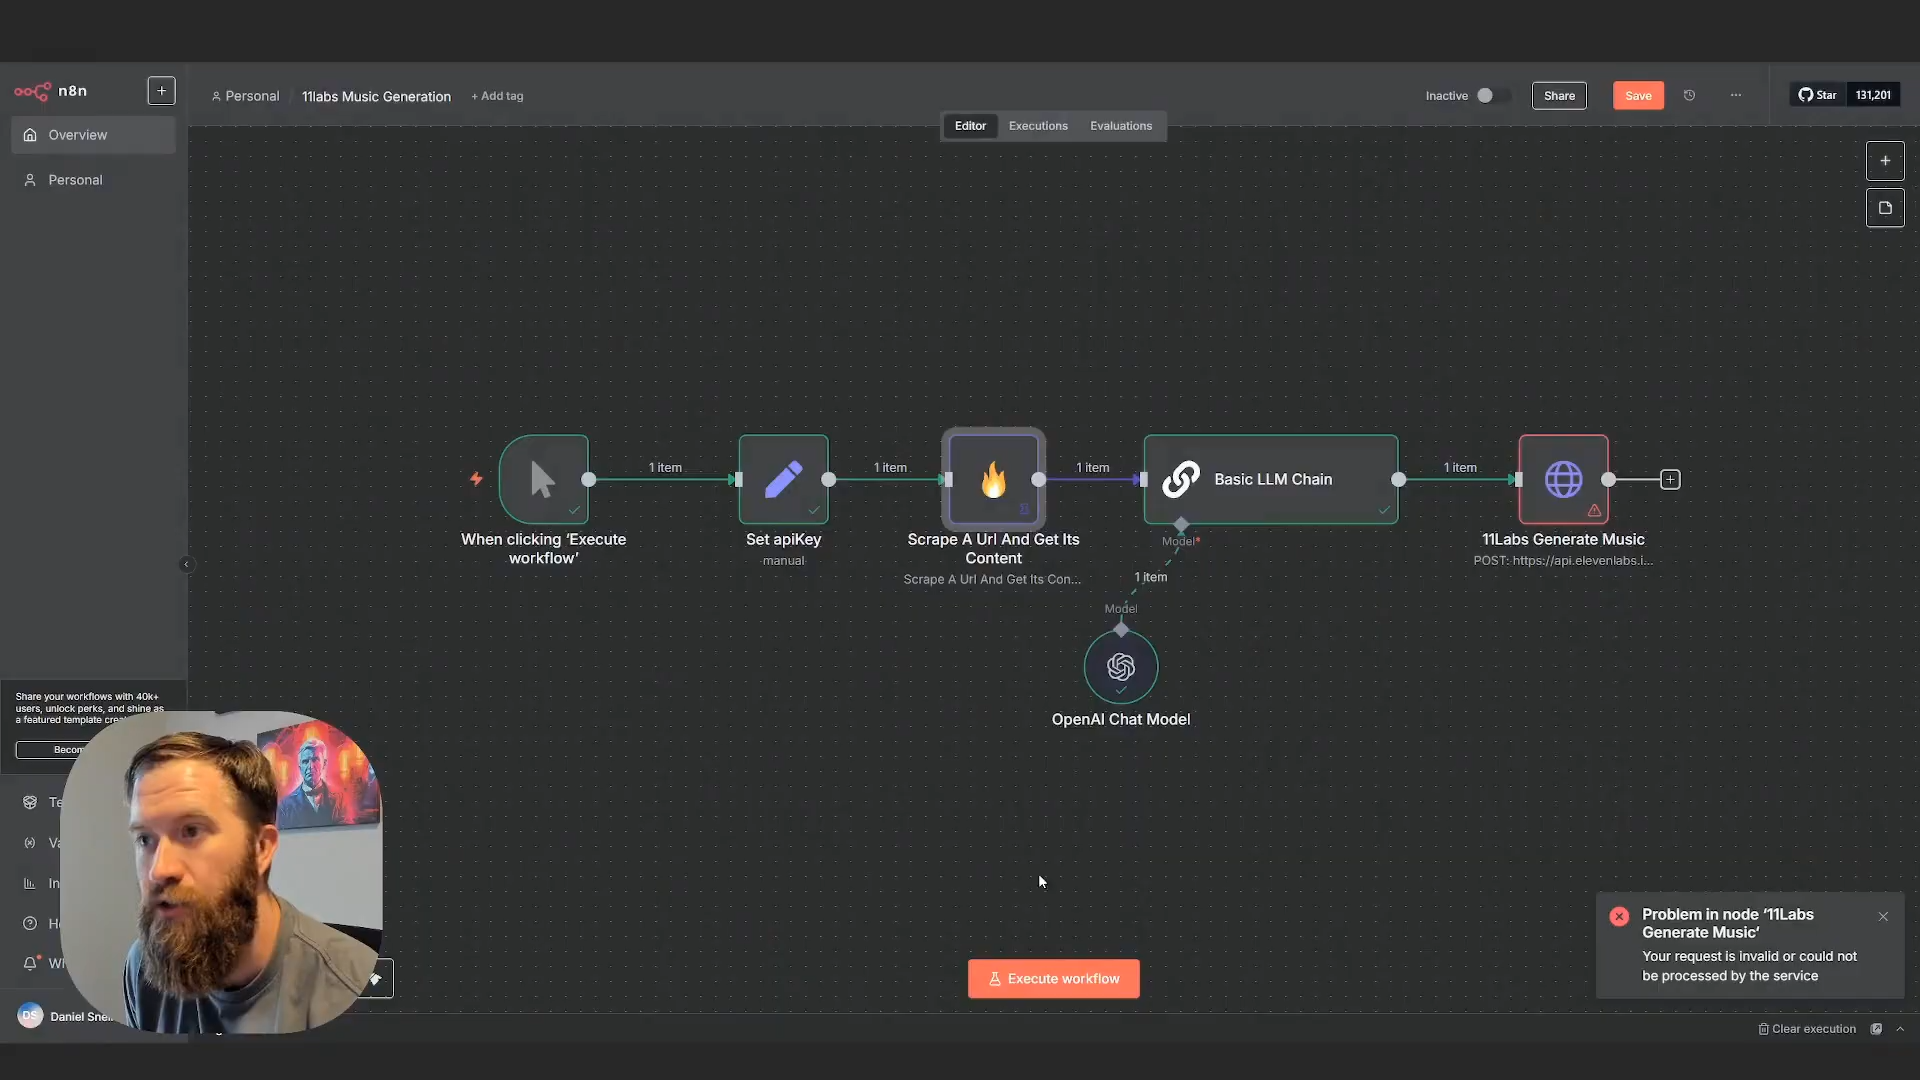 n8n
Personal
11labs Music Generation
+ Add tag
Inactive
Share
Save
Star
131,201
Editor
Executions
Evaluations
Overview
Personal
1 item
1 item
1 item
Basic LLM Chain
1 item
When clicking ‘Execute
workflow’
Set apiKey
manual
Scrape A Url And Get Its
Content
Scrape A Url And Get Its Con...
Model*
1 item
Model
OpenAI Chat Model
11Labs Generate Music
POST: https://api.elevenlabs.i...
Share your workflows with 40k+
users, unlock perks, and shine as
a featured template
Problem in node ‘11Labs
Generate Music‘
Your request is invalid or could not
be processed by the service
Execute workflow
DS
Daniel
Clear execution